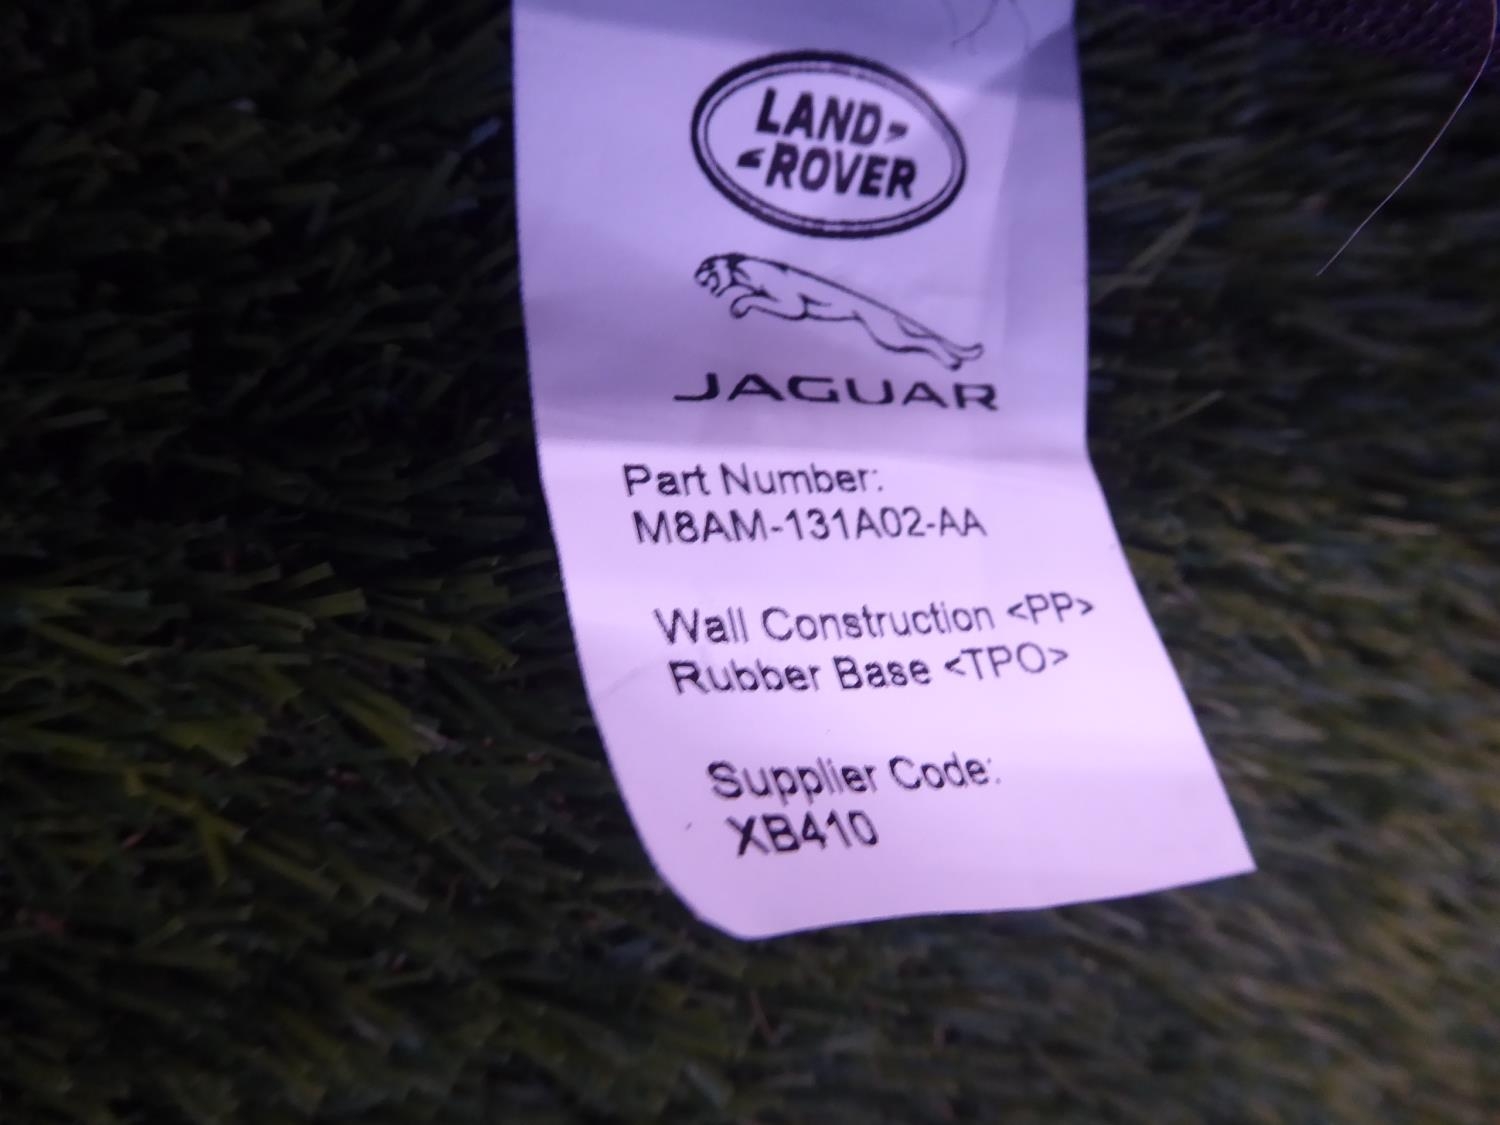 LAND-
-ROVER
JAGUAR
Part Number:
M8AM-131A02-AA
Wall Construction <PP>
Rubber Base <TPO>
Supplier Code:
XB410